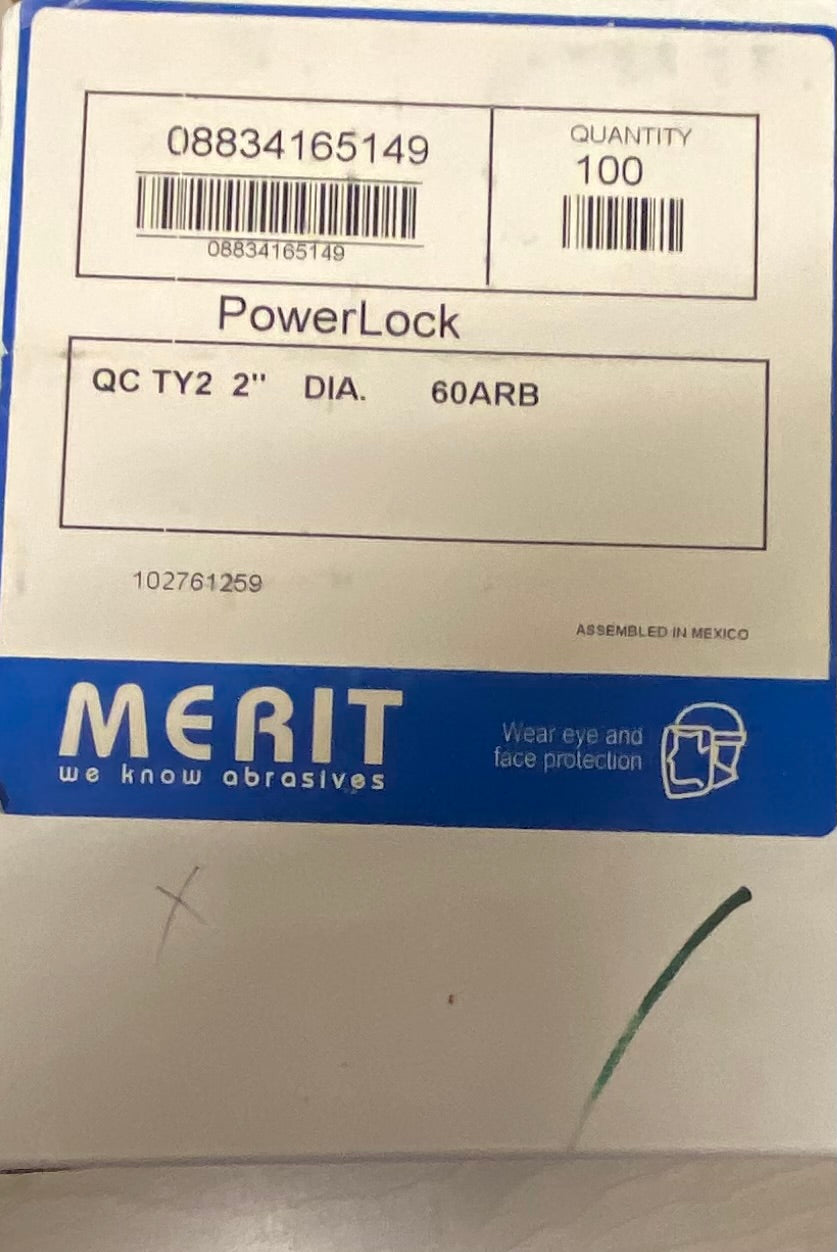 08834165149
08834165149
QUANTITY
100
PowerLock
QC TY2 2" DIA. 60ARB
102761259
ASSEMBLED IN MEXICO
MERIT
we know abrasives
Wear eye and
face protection
X